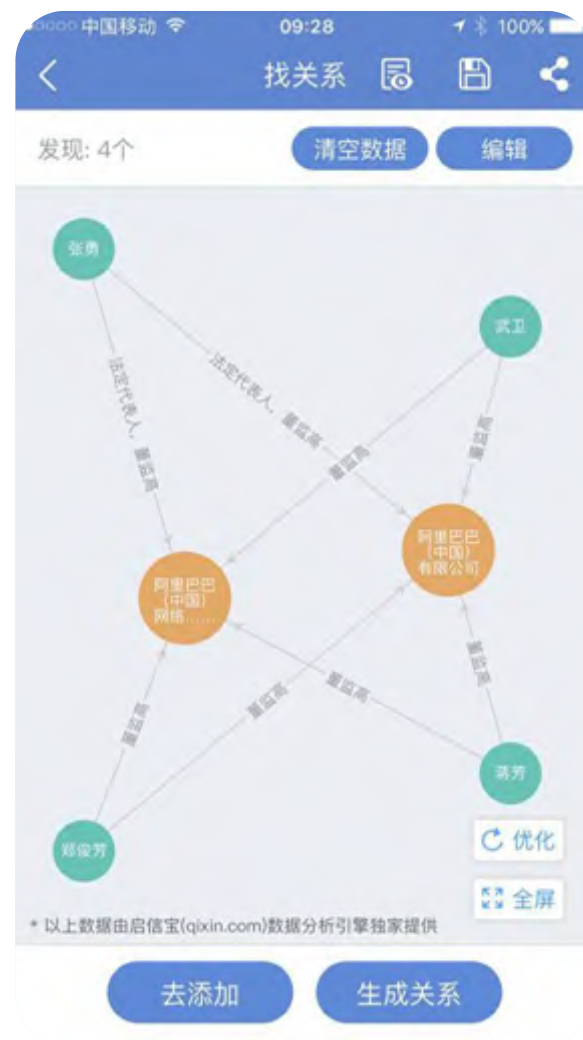 中国移动
09:28
100%
找关系
发现: 4个
清空数据
编辑
张勇
武卫
法定代表人，董监高
法定代表人，董监高
董监高
董监高
阿里巴巴
(中国)
有限公司
阿里巴巴
(中国)
网络……
董监高
董监高
董监高
董监高
蒋芳
郑俊芳
优化
全屏
* 以上数据由启信宝(qixin.com)数据分析引擎独家提供
去添加
生成关系